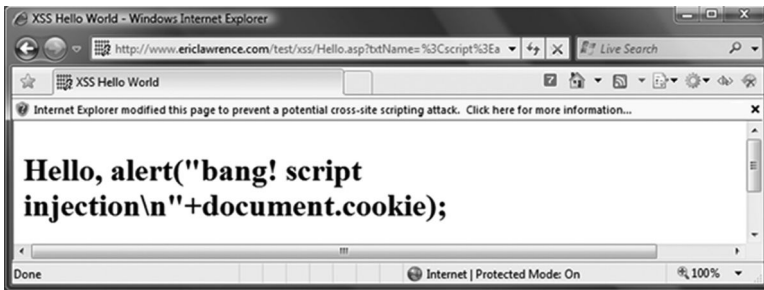 XSS Hello World - Windows Internet Explorer
http://www.ericlawrence.com/test/xss/Hello.asp?txtName=%3Cscript%3Ea
Live Search
XSS Hello World
Internet Explorer modified this page to prevent a potential cross-site scripting attack. Click here for more information...
Hello, alert("bang! script
injection\n"+document.cookie);
Done
Internet | Protected Mode: On
100%